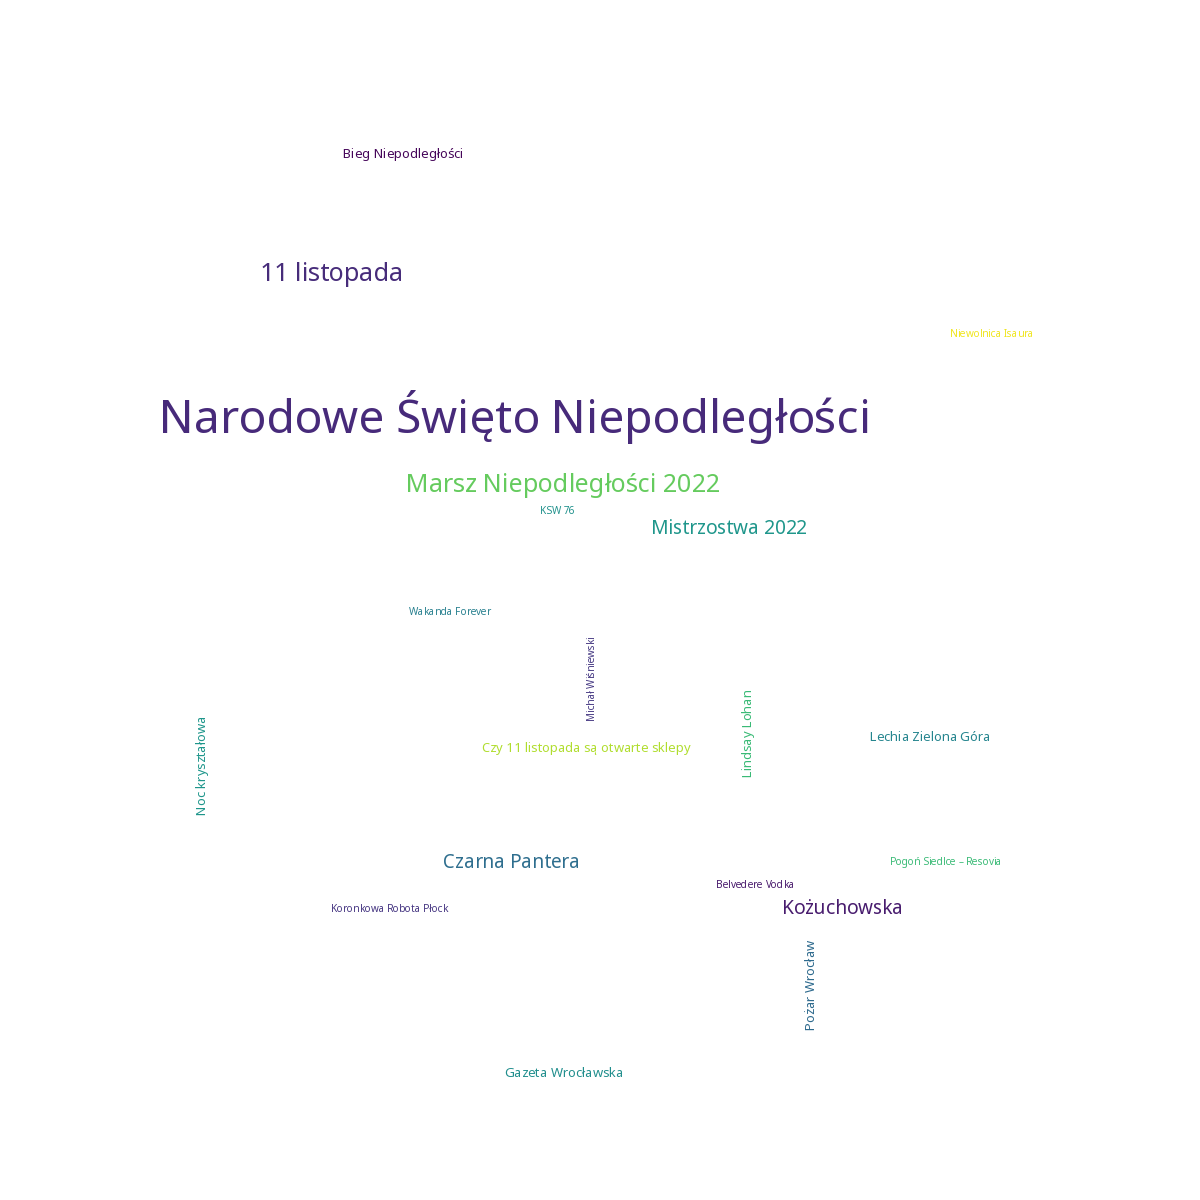 Bieg Niepodległości
11 listopada
Niewolnica Isaura
Narodowe Święto Niepodległości
Marsz Niepodległości 2022
KSW 76
Mistrzostwa 2022
Wakanda Forever
Michał Wiśniewski
Lindsay Lohan
Noc kryształowa
Lechia Zielona Góra
Czy 11 listopada są otwarte sklepy
Czarna Pantera
Pogoń Siedlce – Resovia
Belvedere Vodka
Koronkowa Robota Płock
Kożuchowska
Pożar Wrocław
Gazeta Wrocławska